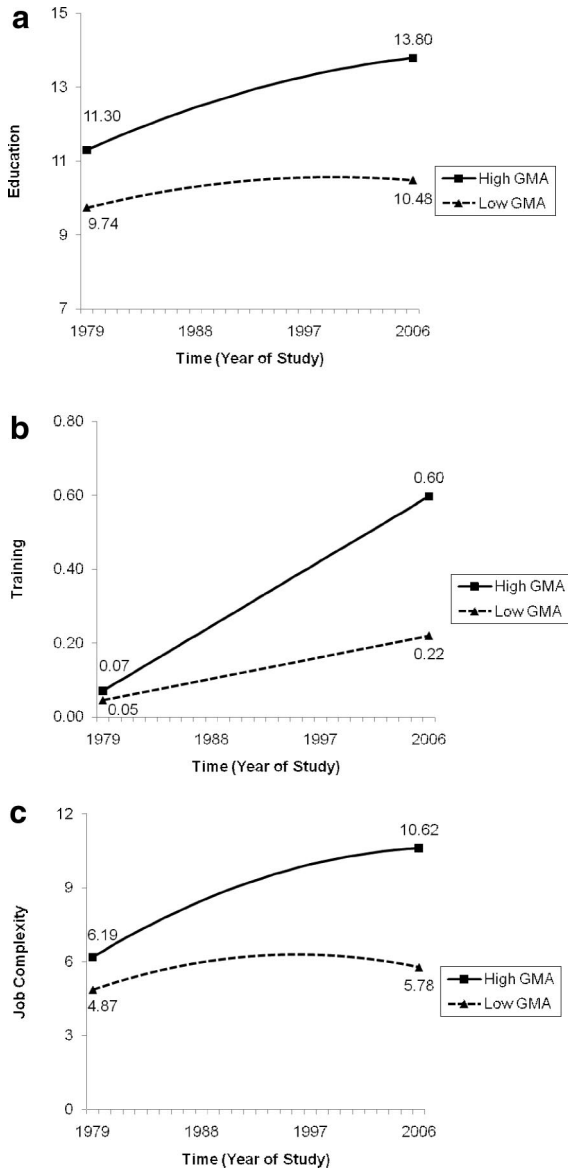 a
15
13.80
13
11.30
Education
11
High GMA
Low GMA
10.48
9.74
9
7
1979 1988 1997 2006
Time (Year of Study)
b
0.80
0.60
0.60
Training
0.40
High GMA
Low GMA
0.20
0.22
0.07
0.05
0.00
1979 1988 1997 2006
Time (Year of Study)
c
12
10.62
9
Job Complexity
6.19
6
High GMA
Low GMA
5.78
4.87
3
0
1979 1988 1997 2006
Time (Year of Study)